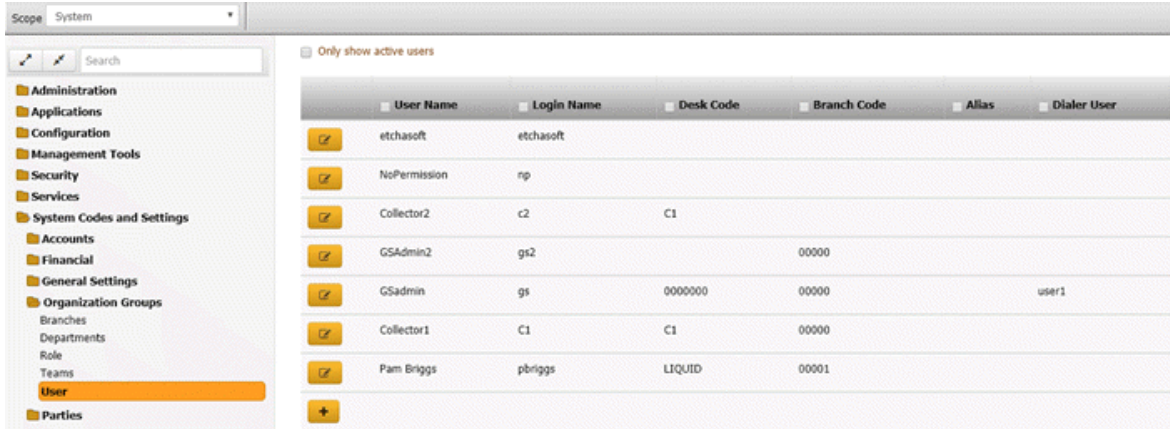 Scope System
Search
Administration
Applications
Configuration
Management Tools
Security
Services
System Codes and Settings
Accounts
Financial
General Settings
Organization Groups
Branches
Departments
Role
Teams
User
Parties
Only show active users
User Name Login Name Desk Code Branch Code Alias Dialer User
etchasoft etchasoft
NoPermission np
Collector2 c2 C1
GSAdmin2 gs2 00000
GSadmin gs 0000000 00000 user1
Collector1 C1 C1 00000
Pam Briggs pbriggs LIQUID 00001